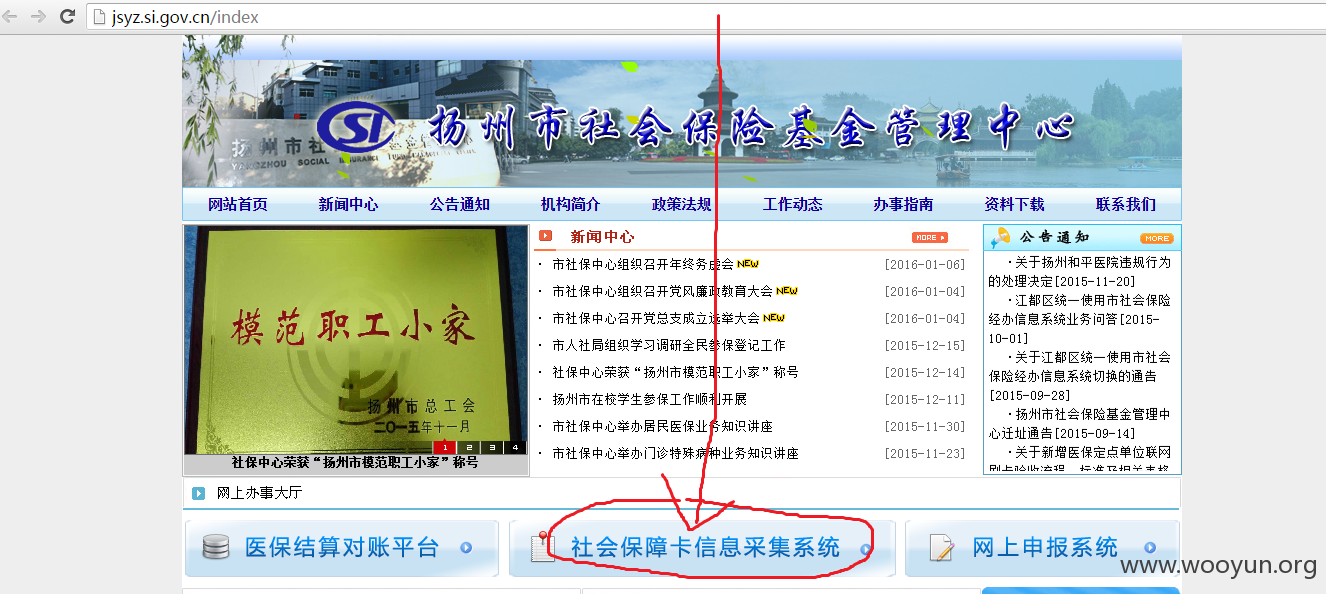 jsyz.si.gov.cn/index
SI 扬州市社会保险基金管理中心
网站首页 新闻中心 公告通知 机构简介 政策法规 工作动态 办事指南 资料下载 联系我们
模范职工小家
扬州市总工会
二〇一五年十一月
1 2 3 4
社保中心荣获“扬州市模范职工小家”称号
新闻中心 MORE
· 市社保中心组织召开年终务虚会 NEW [2016-01-06]
· 市社保中心组织召开党风廉政教育大会 NEW [2016-01-04]
· 市社保中心召开党总支成立选举大会 NEW [2016-01-04]
· 市人社局组织学习调研全民参保登记工作 [2015-12-15]
· 社保中心荣获“扬州市模范职工小家”称号 [2015-12-14]
· 扬州市在校学生参保工作顺利开展 [2015-12-11]
· 市社保中心举办居民医保业务知识讲座 [2015-11-30]
· 市社保中心举办门诊特殊病种业务知识讲座 [2015-11-23]
公告通知 MORE
·关于扬州和平医院违规行为
的处理决定[2015-11-20]
·江都区统一使用市社会保险
经办信息系统业务问答[2015-
10-01]
·关于江都区统一使用市社会
保险经办信息系统切换的通告
[2015-09-28]
·扬州市社会保险基金管理中
心迁址通告[2015-09-14]
·关于新增医保定点单位联网
刷卡验收流程、标准及相关表格
网上办事大厅
医保结算对账平台 社会保障卡信息采集系统 网上申报系统
www.wooyun.org